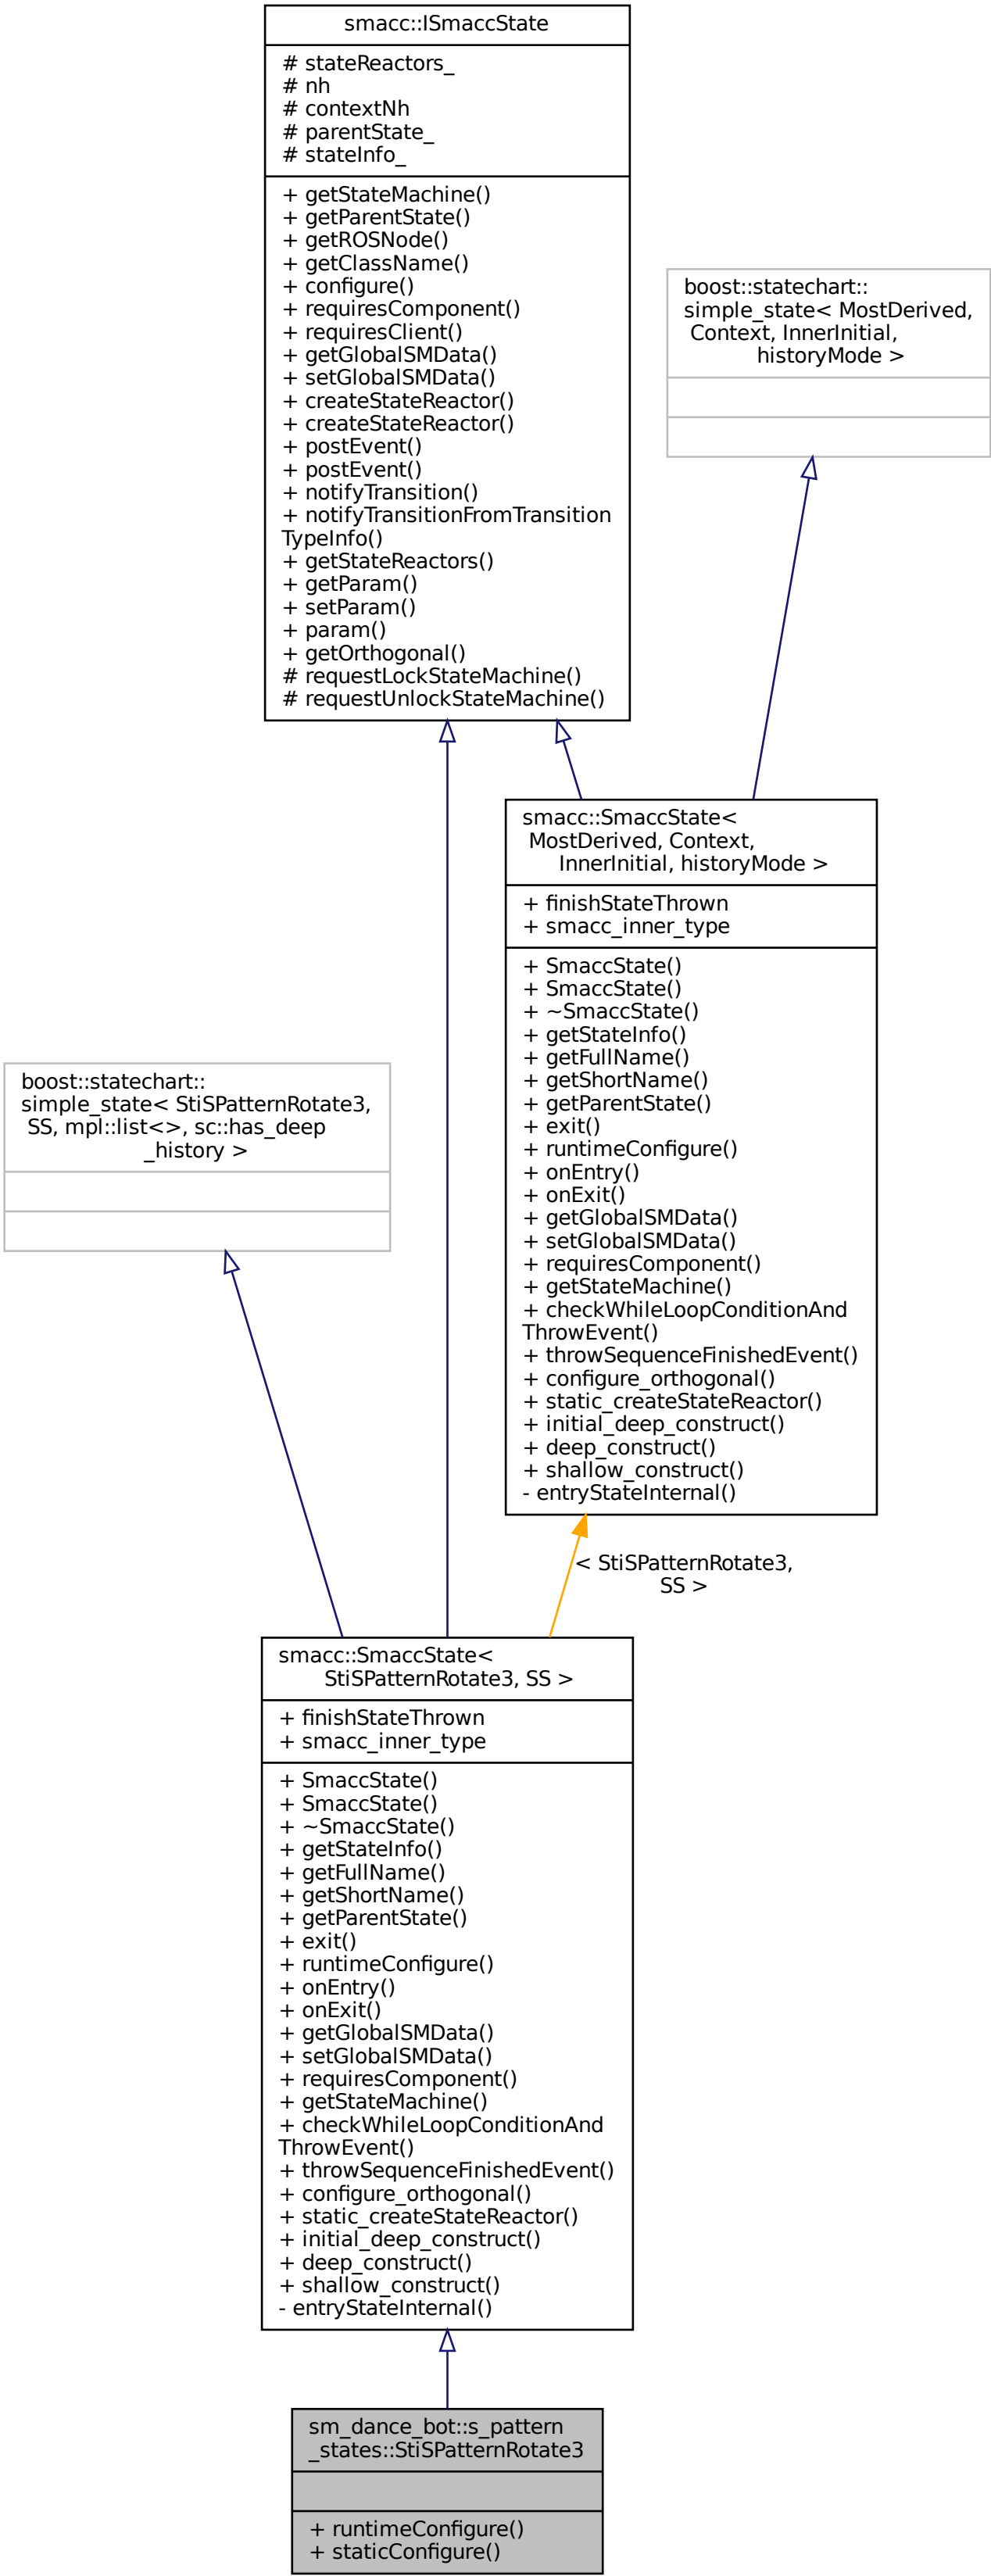 smacc::ISmaccState
# stateReactors_
# nh
# contextNh
# parentState_
# stateInfo_
+ getStateMachine()
+ getParentState()
+ getROSNode()
+ getClassName()
+ configure()
+ requiresComponent()
+ requiresClient()
+ getGlobalSMData()
+ setGlobalSMData()
+ createStateReactor()
+ createStateReactor()
+ postEvent()
+ postEvent()
+ notifyTransition()
+ notifyTransitionFromTransition
TypeInfo()
+ getStateReactors()
+ getParam()
+ setParam()
+ param()
+ getOrthogonal()
# requestLockStateMachine()
# requestUnlockStateMachine()
boost::statechart::
simple_state< MostDerived,
Context, InnerInitial,
historyMode >
smacc::SmaccState<
MostDerived, Context,
InnerInitial, historyMode >
+ finishStateThrown
+ smacc_inner_type
+ SmaccState()
+ SmaccState()
+ ~SmaccState()
+ getStateInfo()
+ getFullName()
+ getShortName()
+ getParentState()
+ exit()
+ runtimeConfigure()
+ onEntry()
+ onExit()
+ getGlobalSMData()
+ setGlobalSMData()
+ requiresComponent()
+ getStateMachine()
+ checkWhileLoopConditionAnd
ThrowEvent()
+ throwSequenceFinishedEvent()
+ configure_orthogonal()
+ static_createStateReactor()
+ initial_deep_construct()
+ deep_construct()
+ shallow_construct()
- entryStateInternal()
boost::statechart::
simple_state< StiSPatternRotate3,
SS, mpl::list<>, sc::has_deep
_history >
< StiSPatternRotate3,
SS >
smacc::SmaccState<
StiSPatternRotate3, SS >
+ finishStateThrown
+ smacc_inner_type
+ SmaccState()
+ SmaccState()
+ ~SmaccState()
+ getStateInfo()
+ getFullName()
+ getShortName()
+ getParentState()
+ exit()
+ runtimeConfigure()
+ onEntry()
+ onExit()
+ getGlobalSMData()
+ setGlobalSMData()
+ requiresComponent()
+ getStateMachine()
+ checkWhileLoopConditionAnd
ThrowEvent()
+ throwSequenceFinishedEvent()
+ configure_orthogonal()
+ static_createStateReactor()
+ initial_deep_construct()
+ deep_construct()
+ shallow_construct()
- entryStateInternal()
sm_dance_bot::s_pattern
_states::StiSPatternRotate3
+ runtimeConfigure()
+ staticConfigure()